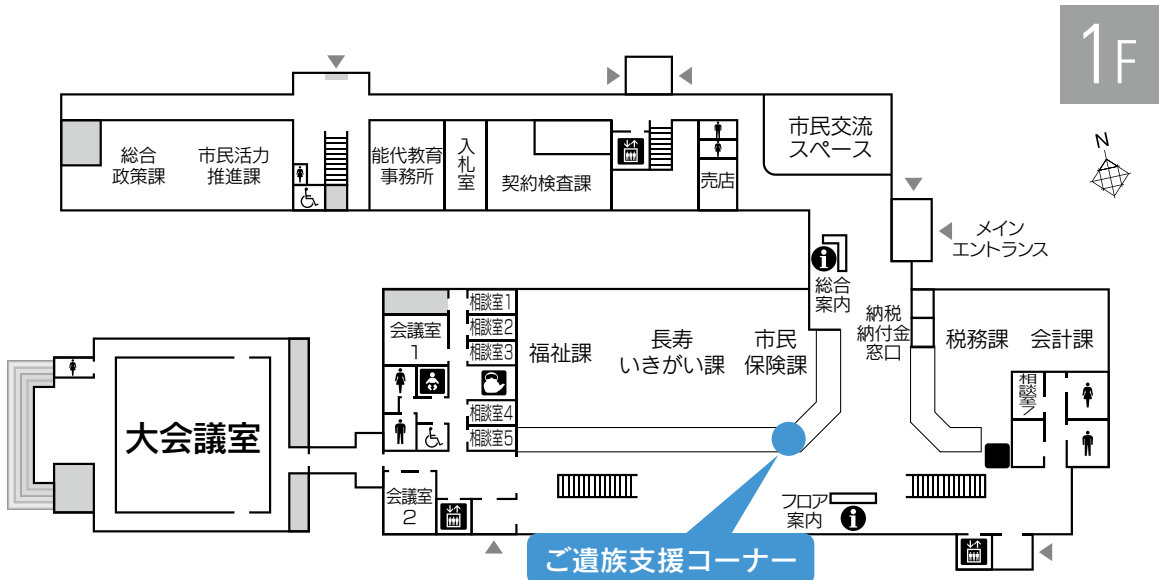 1F
N
市民交流
スペース
総合
政策課
市民活力
推進課
能代教育
事務所
入札室
契約検査課
売店
メイン
エントランス
総合
案内
納税
納付金
窓口
税務課
会計課
相談室1
相談室2
相談室3
会議室
1
福祉課
長寿
いきがい課
市民
保険課
相談室7
相談室4
相談室5
大会議室
会議室
2
フロア
案内
ご遺族支援コーナー